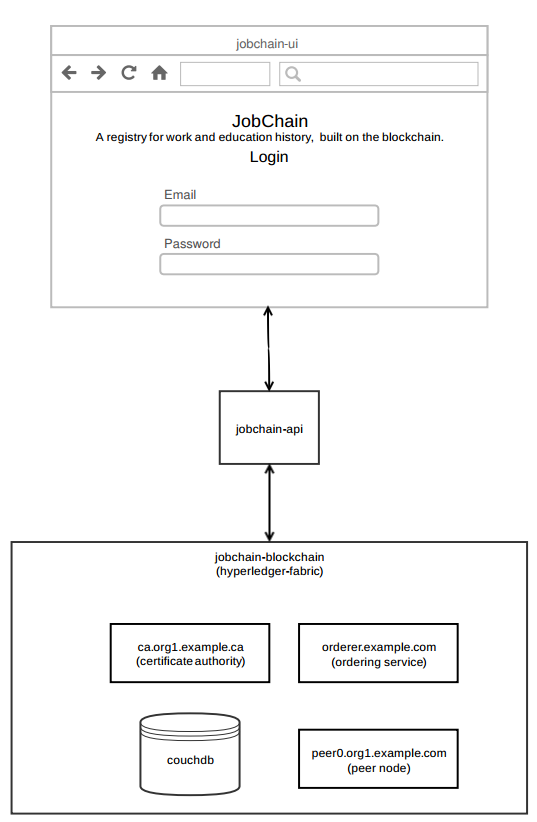 jobchain-ui
JobChain
A registry for work and education history, built on the blockchain.
Login
Email
Password
jobchain-api
jobchain-blockchain
(hyperledger-fabric)
ca.org1.example.ca
(certificate authority)
orderer.example.com
(ordering service)
couchdb
peer0.org1.example.com
(peer node)